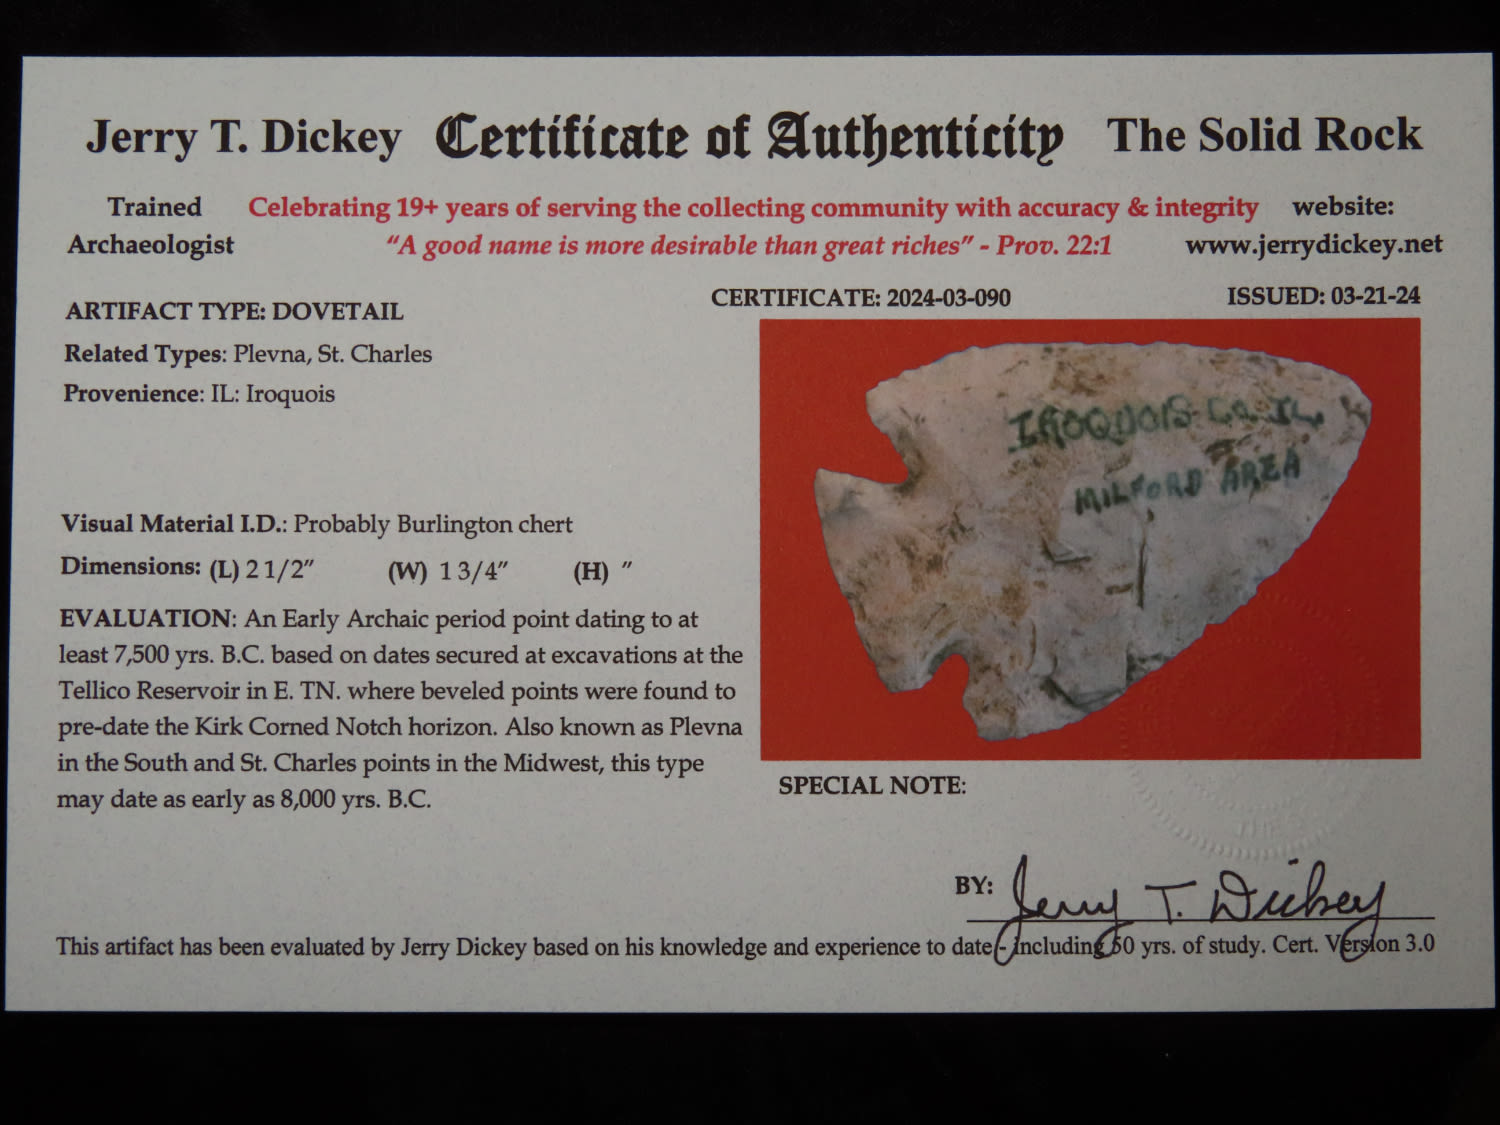 Jerry T. Dickey Certificate of Authenticity The Solid Rock
Trained Archaeologist
Celebrating 19+ years of serving the collecting community with accuracy & integrity
"A good name is more desirable than great riches" - Prov. 22:1
website:
www.jerrydickey.net
ARTIFACT TYPE: DOVETAIL
CERTIFICATE: 2024-03-090
ISSUED: 03-21-24
Related Types: Plevna, St. Charles
Provenience: IL: Iroquois
IROQUOIS Co. IL.
MILFORD AREA
Visual Material I.D.: Probably Burlington chert
Dimensions: (L) 2 1/2" (W) 1 3/4" (H) "
EVALUATION: An Early Archaic period point dating to at
least 7,500 yrs. B.C. based on dates secured at excavations at the
Tellico Reservoir in E. TN. where beveled points were found to
pre-date the Kirk Corned Notch horizon. Also known as Plevna
in the South and St. Charles points in the Midwest, this type
may date as early as 8,000 yrs. B.C.
SPECIAL NOTE:
BY: Jerry T. Dickey
This artifact has been evaluated by Jerry Dickey based on his knowledge and experience to date - including 50 yrs. of study. Cert. Version 3.0